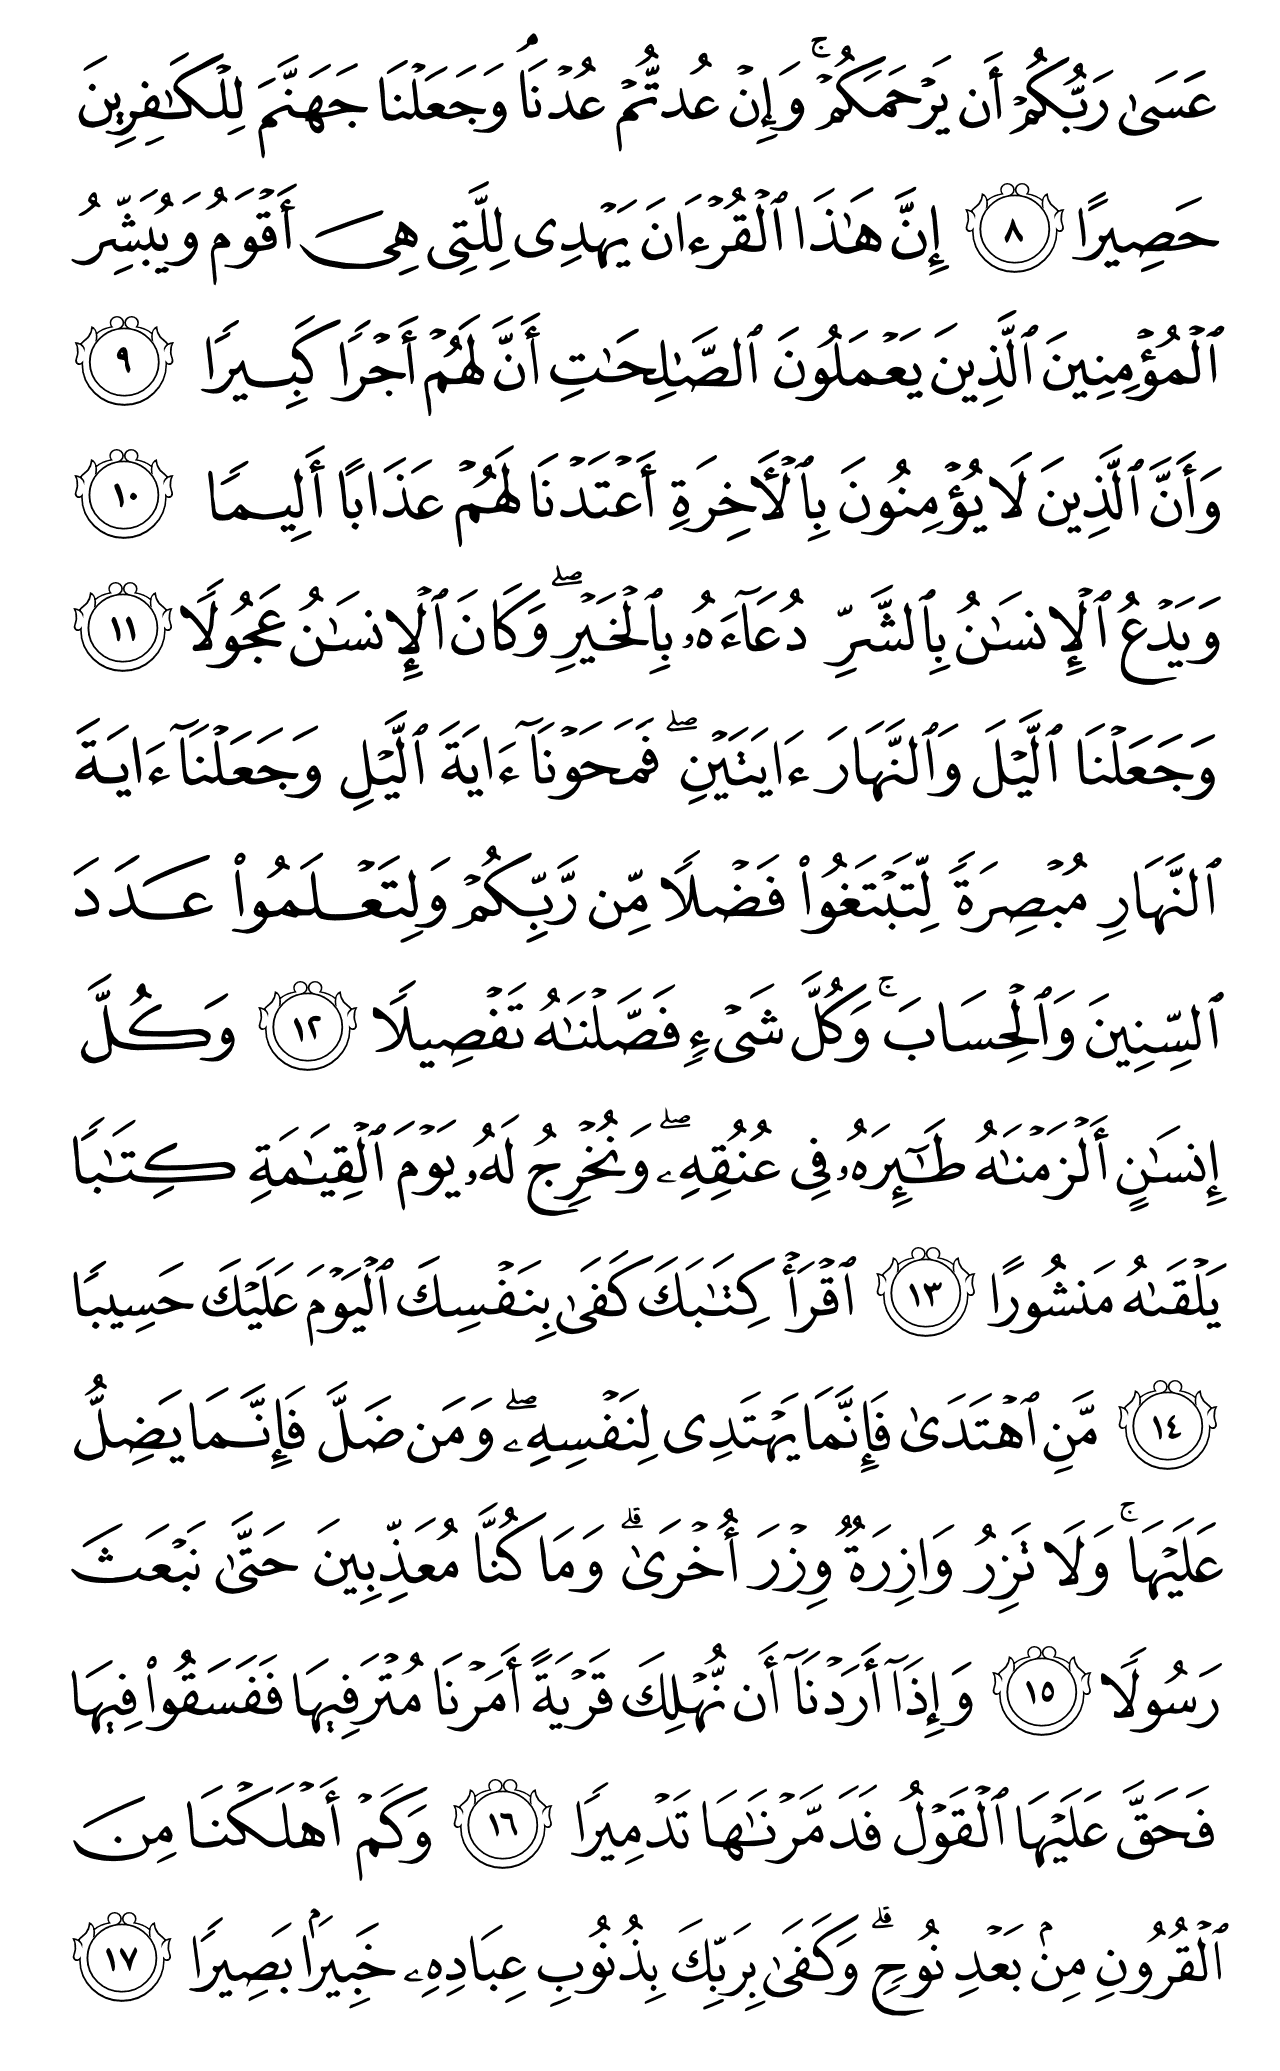 عَسَىٰ رَبُّكُمۡ أَن يَرۡحَمَكُمۡۚ وَإِنۡ عُدتُّمۡ عُدۡنَاۚ وَجَعَلۡنَا جَهَنَّمَ لِلۡكَٰفِرِينَ
حَصِيرًا ٨ إِنَّ هَٰذَا ٱلۡقُرۡءَانَ يَهۡدِي لِلَّتِي هِيَ أَقۡوَمُ وَيُبَشِّرُ
ٱلۡمُؤۡمِنِينَ ٱلَّذِينَ يَعۡمَلُونَ ٱلصَّٰلِحَٰتِ أَنَّ لَهُمۡ أَجۡرٗا كَبِيرٗا ٩
وَأَنَّ ٱلَّذِينَ لَا يُؤۡمِنُونَ بِٱلۡأٓخِرَةِ أَعۡتَدۡنَا لَهُمۡ عَذَابًا أَلِيمٗا ١٠
وَيَدۡعُ ٱلۡإِنسَٰنُ بِٱلشَّرِّ دُعَآءَهُۥ بِٱلۡخَيۡرِۖ وَكَانَ ٱلۡإِنسَٰنُ عَجُولٗا ١١
وَجَعَلۡنَا ٱلَّيۡلَ وَٱلنَّهَارَ ءَايَتَيۡنِۖ فَمَحَوۡنَآ ءَايَةَ ٱلَّيۡلِ وَجَعَلۡنَآ ءَايَةَ
ٱلنَّهَارِ مُبۡصِرَةٗ لِّتَبۡتَغُواْ فَضۡلٗا مِّن رَّبِّكُمۡ وَلِتَعۡلَمُواْ عَدَدَ
ٱلسِّنِينَ وَٱلۡحِسَابَۚ وَكُلَّ شَيۡءٖ فَصَّلۡنَٰهُ تَفۡصِيلٗا ١٢ وَكُلَّ
إِنسَٰنٍ أَلۡزَمۡنَٰهُ طَٰٓئِرَهُۥ فِي عُنُقِهِۦۖ وَنُخۡرِجُ لَهُۥ يَوۡمَ ٱلۡقِيَٰمَةِ كِتَٰبٗا
يَلۡقَىٰهُ مَنشُورًا ١٣ ٱقۡرَأۡ كِتَٰبَكَ كَفَىٰ بِنَفۡسِكَ ٱلۡيَوۡمَ عَلَيۡكَ حَسِيبٗا
١٤ مَّنِ ٱهۡتَدَىٰ فَإِنَّمَا يَهۡتَدِي لِنَفۡسِهِۦۖ وَمَن ضَلَّ فَإِنَّمَا يَضِلُّ
عَلَيۡهَاۚ وَلَا تَزِرُ وَازِرَةٞ وِزۡرَ أُخۡرَىٰۗ وَمَا كُنَّا مُعَذِّبِينَ حَتَّىٰ نَبۡعَثَ
رَسُولٗا ١٥ وَإِذَآ أَرَدۡنَآ أَن نُّهۡلِكَ قَرۡيَةً أَمَرۡنَا مُتۡرَفِيهَا فَفَسَقُواْ فِيهَا
فَحَقَّ عَلَيۡهَا ٱلۡقَوۡلُ فَدَمَّرۡنَٰهَا تَدۡمِيرٗا ١٦ وَكَمۡ أَهۡلَكۡنَا مِنَ
ٱلۡقُرُونِ مِنۢ بَعۡدِ نُوحٖۗ وَكَفَىٰ بِرَبِّكَ بِذُنُوبِ عِبَادِهِۦ خَبِيرَۢا بَصِيرٗا ١٧